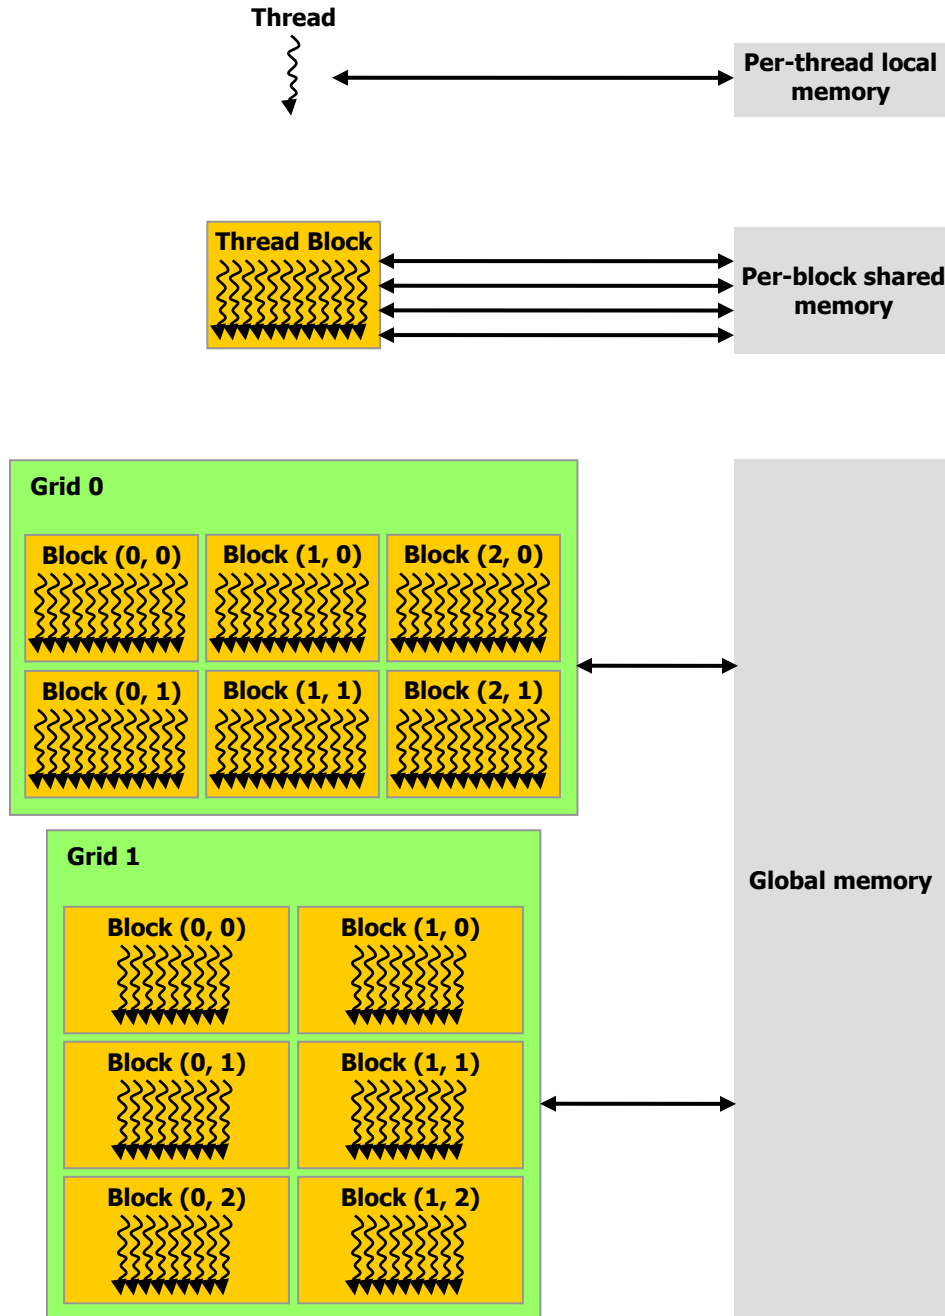 Thread
Per-thread local
memory
Thread Block
Per-block shared
memory
Grid 0
Block (0, 0)
Block (1, 0)
Block (2, 0)
Block (0, 1)
Block (1, 1)
Block (2, 1)
Grid 1
Global memory
Block (0, 0)
Block (1, 0)
Block (0, 1)
Block (1, 1)
Block (0, 2)
Block (1, 2)